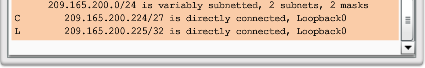 209.165.200.0/24 is variably subnetted, 2 subnets, 2 masks
C 209.165.200.224/27 is directly connected, Loopback0
L 209.165.200.225/32 is directly connected, Loopback0